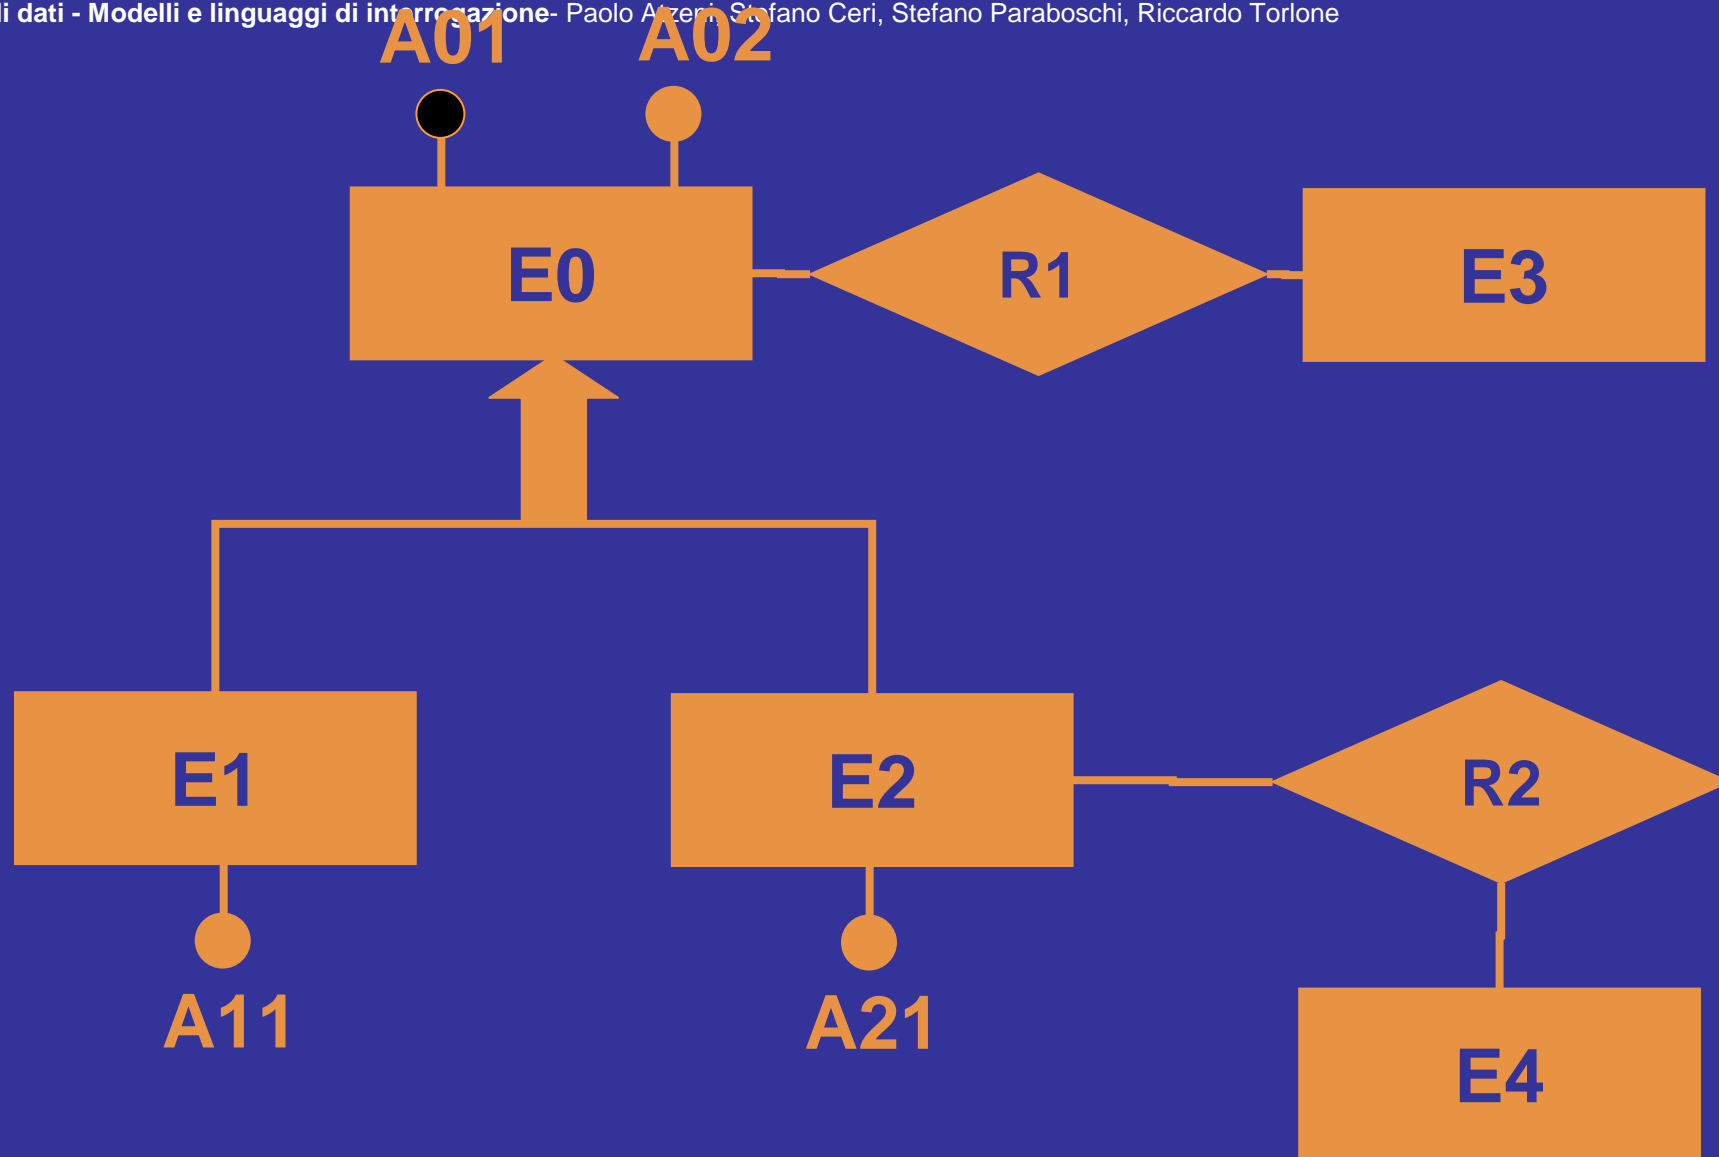 li dati - Modelli e linguaggi di interrogazione- Paolo Atzeni, Stefano Ceri, Stefano Paraboschi, Riccardo Torlone
A01 A02
E0 R1 E3
E1 E2 R2
A11 A21
E4